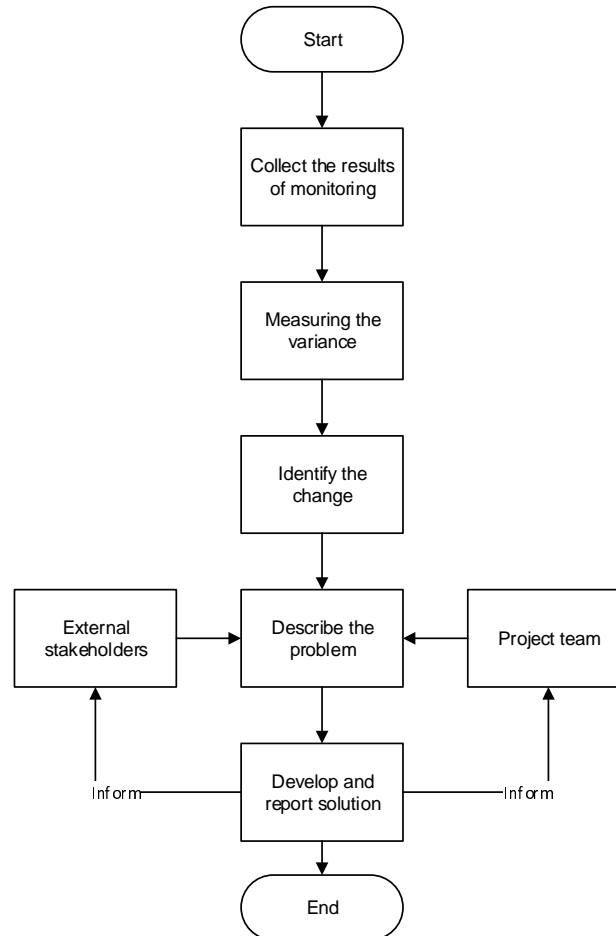 Start
Collect the results
of monitoring
Measuring the
variance
Identify the
change
External
stakeholders
Describe the
problem
Project team
Inform
Develop and
report solution
Inform
End